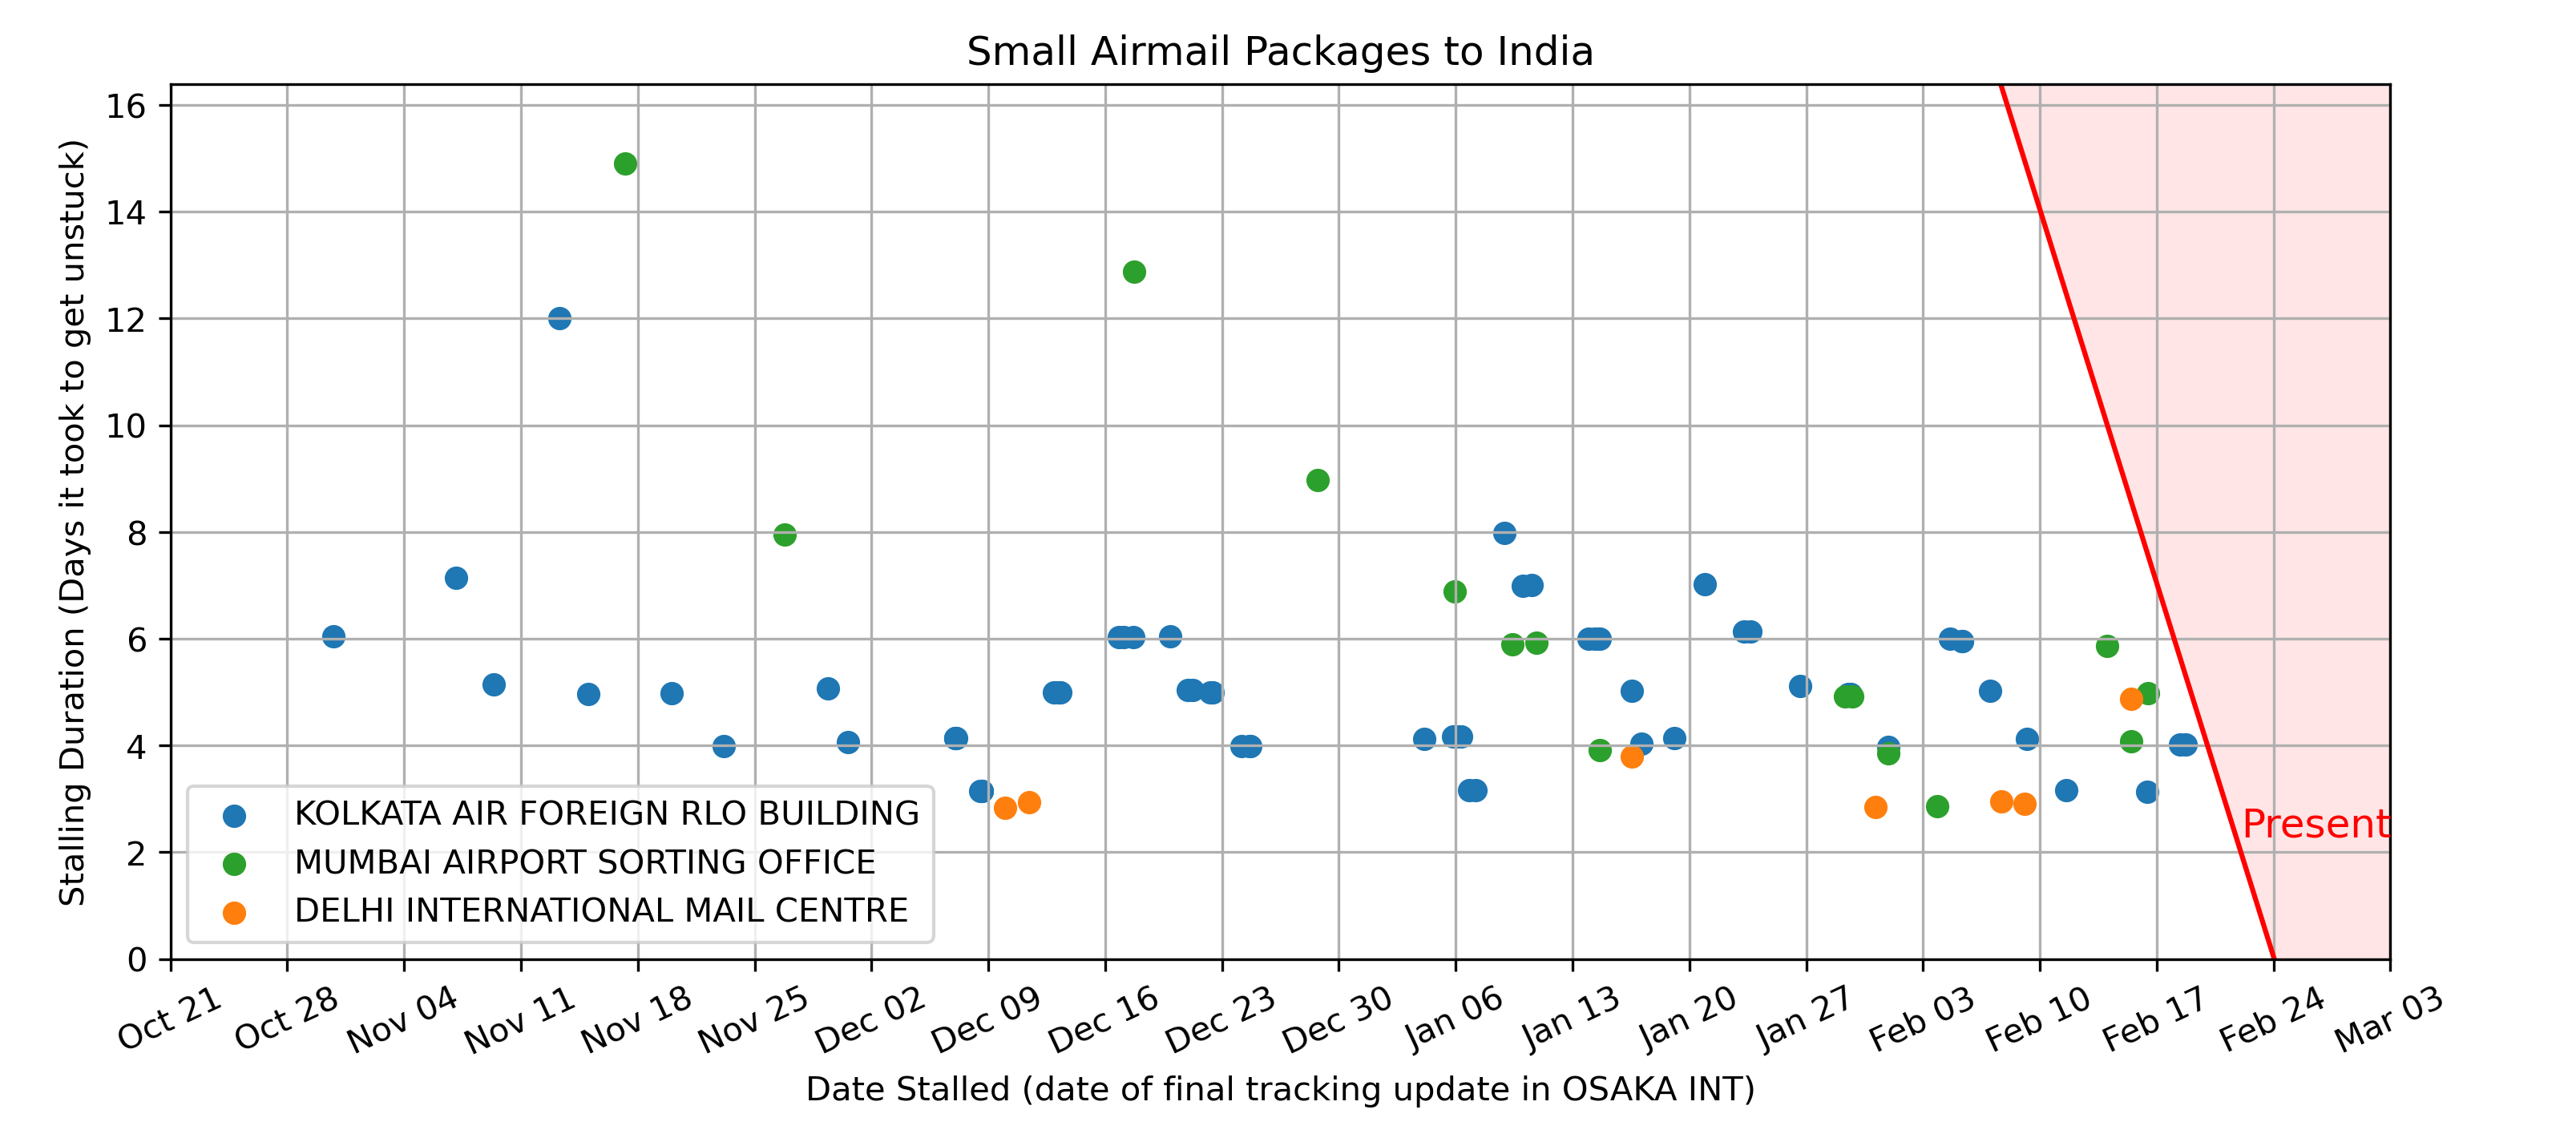 Small Airmail Packages to India
Stalling Duration (Days it took to get unstuck)
16
14
12
10
8
6
4
2
0
KOLKATA AIR FOREIGN RLO BUILDING
MUMBAI AIRPORT SORTING OFFICE
DELHI INTERNATIONAL MAIL CENTRE
Present
Oct 21 Oct 28 Nov 04 Nov 11 Nov 18 Nov 25 Dec 02 Dec 09 Dec 16 Dec 23 Dec 30 Jan 06 Jan 13 Jan 20 Jan 27 Feb 03 Feb 10 Feb 17 Feb 24 Mar 03
Date Stalled (date of final tracking update in OSAKA INT)